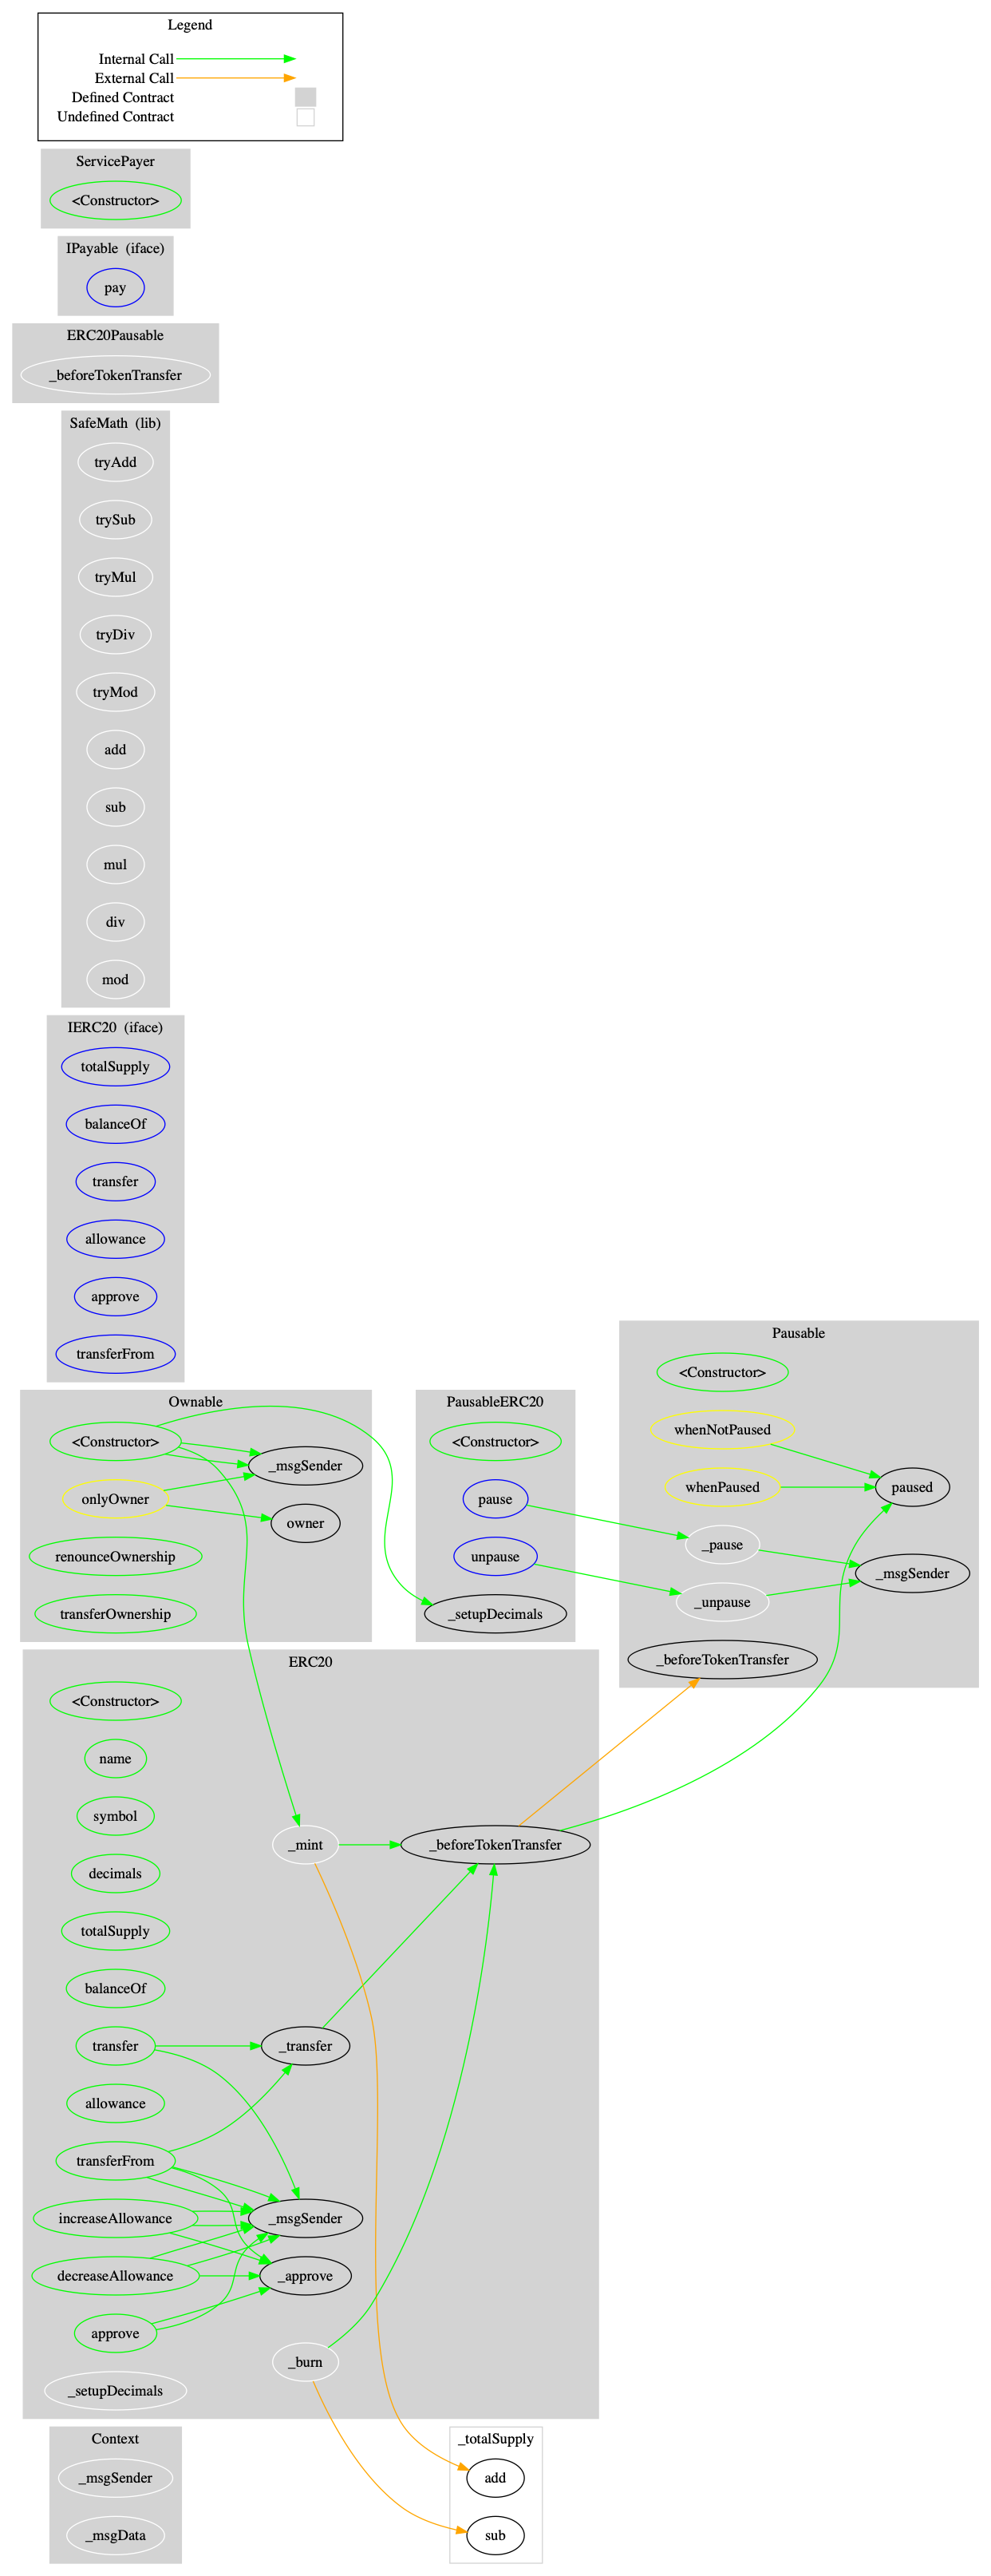 Legend
Internal Call
External Call
Defined Contract
Undefined Contract
ServicePayer
<Constructor>
IPayable (iface)
pay
ERC20Pausable
_beforeTokenTransfer
SafeMath (lib)
tryAdd
trySub
tryMul
tryDiv
tryMod
add
sub
mul
div
mod
IERC20 (iface)
totalSupply
balanceOf
transfer
allowance
approve
transferFrom
Ownable
<Constructor>
_msgSender
onlyOwner
owner
renounceOwnership
transferOwnership
PausableERC20
<Constructor>
pause
unpause
_setupDecimals
Pausable
<Constructor>
whenNotPaused
whenPaused
paused
_pause
_msgSender
_unpause
_beforeTokenTransfer
ERC20
<Constructor>
name
symbol
_mint
_beforeTokenTransfer
decimals
totalSupply
balanceOf
transfer
_transfer
allowance
transferFrom
increaseAllowance
_msgSender
decreaseAllowance
_approve
approve
_burn
_setupDecimals
Context
_msgSender
_msgData
_totalSupply
add
sub